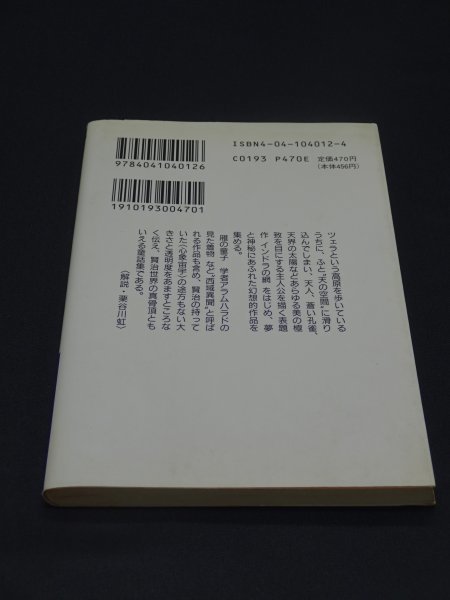 9784041040126
1910193004701
ISBN4-04-104012-4
C0193 P470E 定価470円
(本体456円)
ツェラという高原を歩いている
うちに、ふと“天の空間”に滑り
込んでしまい、天人、蒼い孔雀、
天界の太陽などあらゆる美の極
致を目にする主人公を描く表題
作「インドラの網」をはじめ、夢
と神秘にあふれた幻想的作品を
集める。
「雁の童子」「学者アラムハラドの
見た着物」など“西域異聞”と呼ば
れる作品も含め、賢治の持って
いた〈心象宇宙〉の途方もない大
きさと透明度をあますところな
く伝え、賢治世界の真骨頂とも
いえる童話集である。
〈解説・栗谷川虹〉